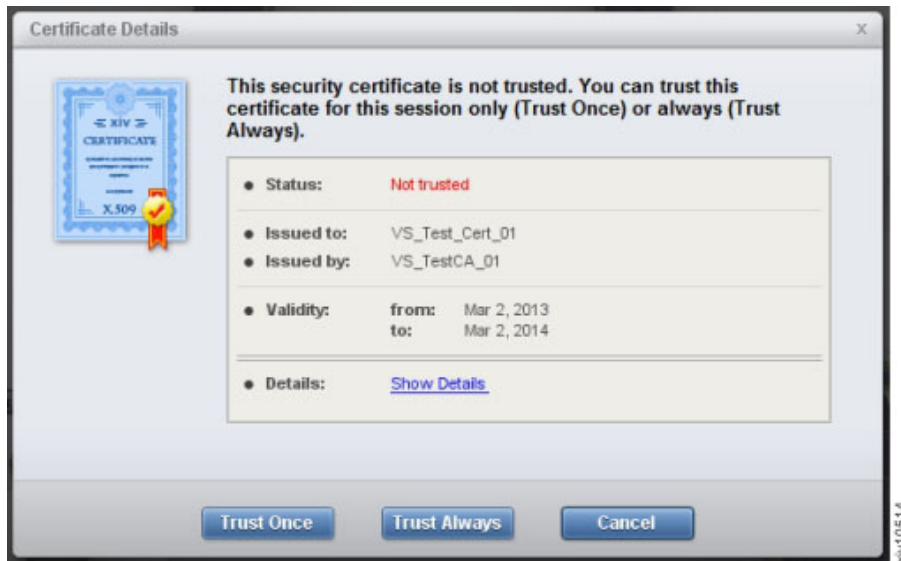 Certificate Details
x
XIV
CERTIFICATE
X.509
This security certificate is not trusted. You can trust this
certificate for this session only (Trust Once) or always (Trust
Always).
Status: Not trusted
Issued to: VS_Test_Cert_01
Issued by: VS_TestCA_01
Validity: from: Mar 2, 2013
to: Mar 2, 2014
Details: Show Details
Trust Once Trust Always Cancel
xiv10514